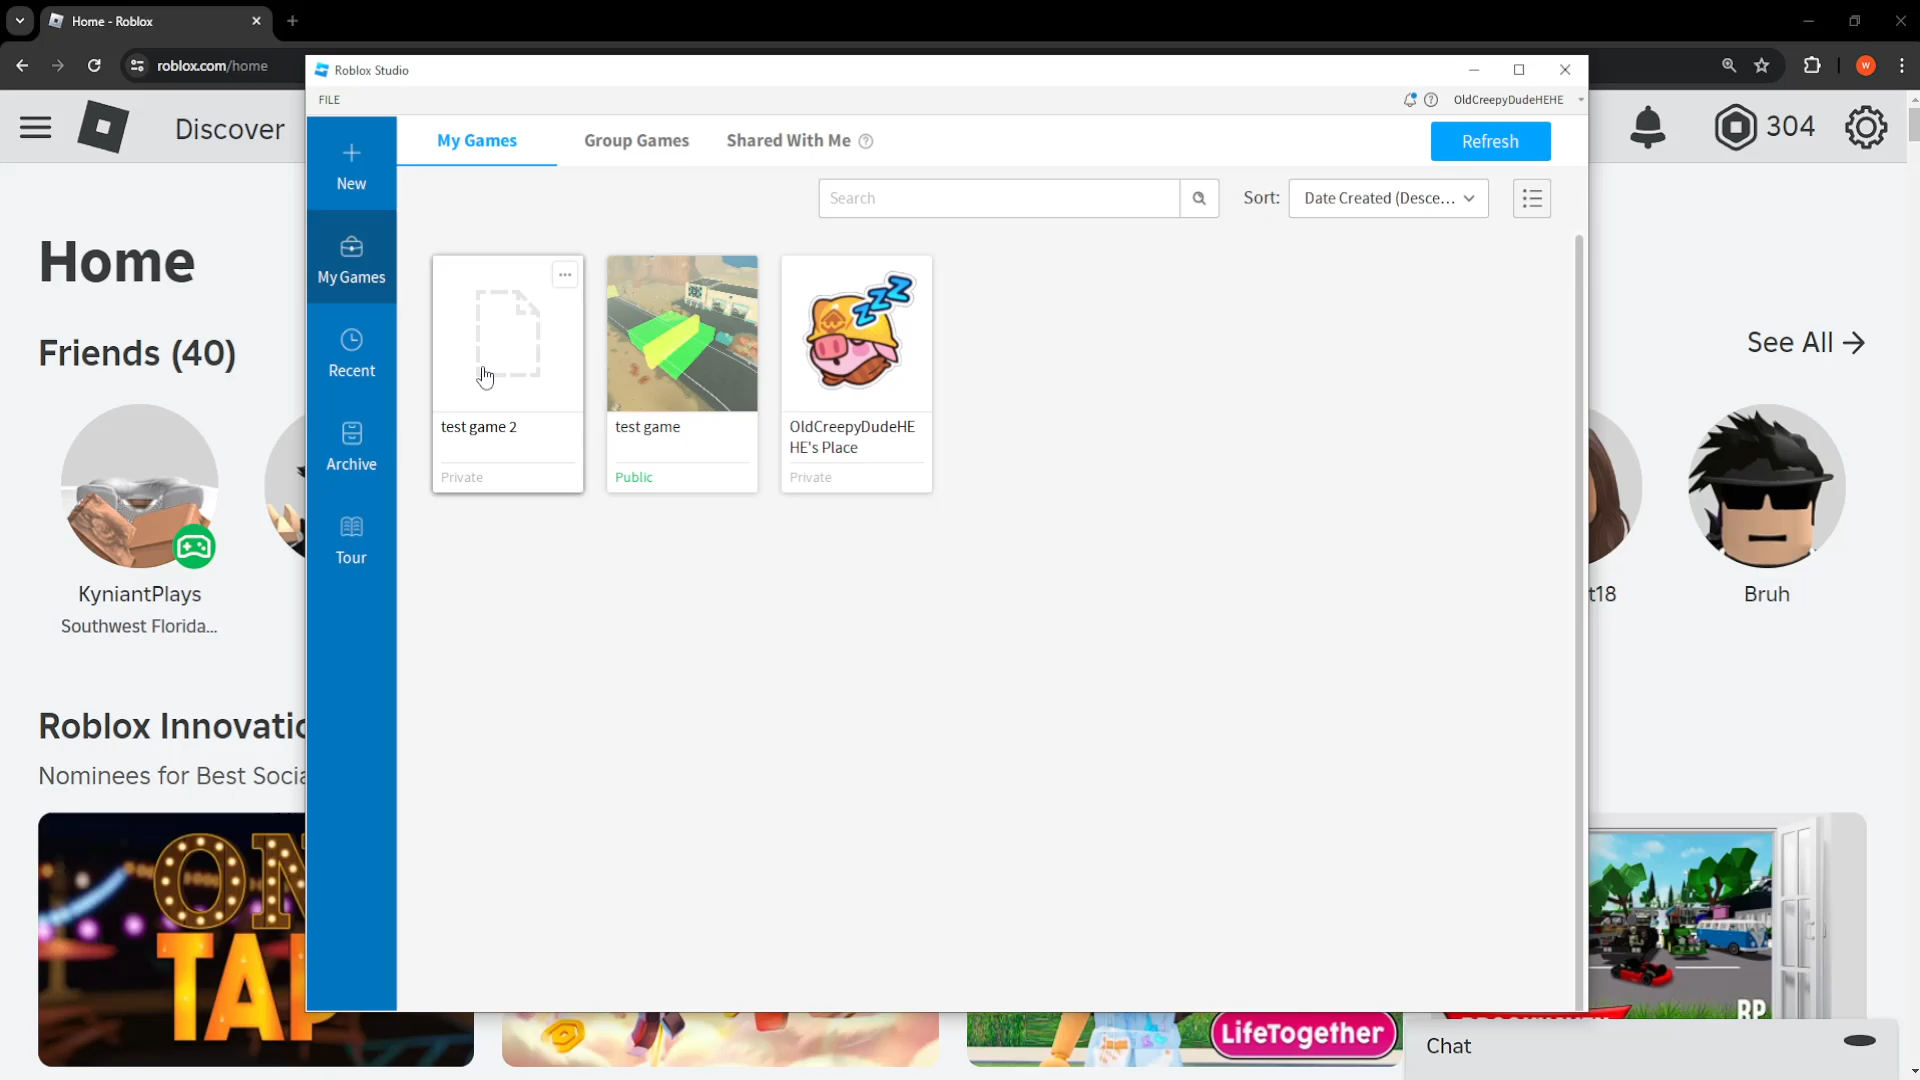 Home - Roblox
roblox.com/home
W
Roblox Studio
FILE
OldCreepyDudeHEHE
Discover
304
New
My Games
Group Games
Shared With Me
Refresh
Search
Sort:
Date Created (Desce...
My Games
Recent
Archive
Tour
test game 2
Private
test game
Public
ZZZ
OldCreepyDudeHE
HE's Place
Private
Home
Friends (40)
See All
KyniantPlays
Southwest Florida...
t18
Bruh
Roblox Innovatio
Nominees for Best Socia
ON
TAP
LifeTogether
RP
Chat